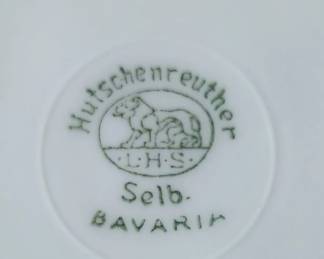 Hutschenreuther
·L·H·S·
Selb.
BAVARIA